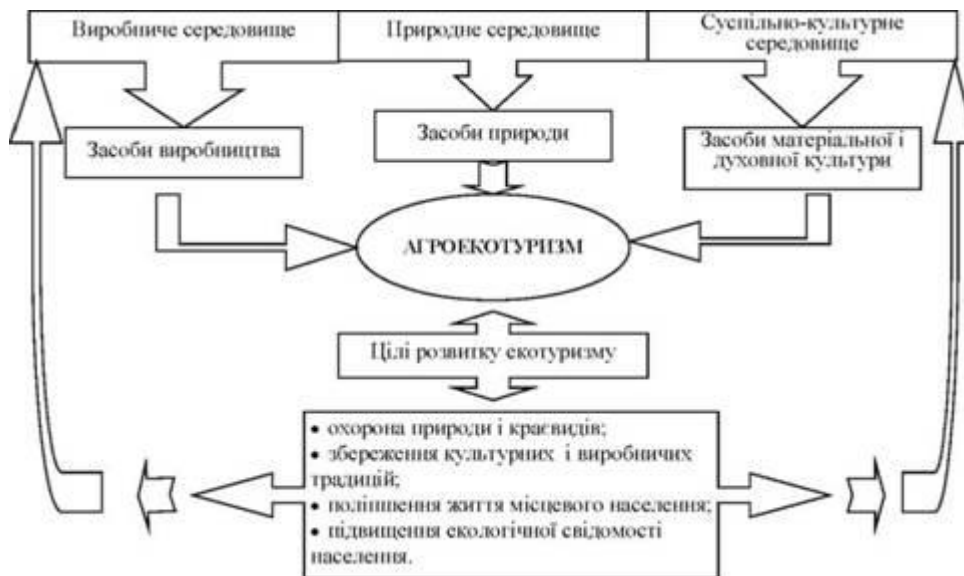 Виробниче середовище
Природне середовище
Суспільно-культурне
середовище
Засоби виробництва
Засоби природи
Засоби матеріальної і
духовної культури
АГРОЕКОТУРИЗМ
Цілі розвитку екотуризму
• охорона природи і краєвидів;
• збереження культурних і виробничих
традицій;
• поліпшення життя місцевого населення;
• підвищення екологічної свідомості
населення.